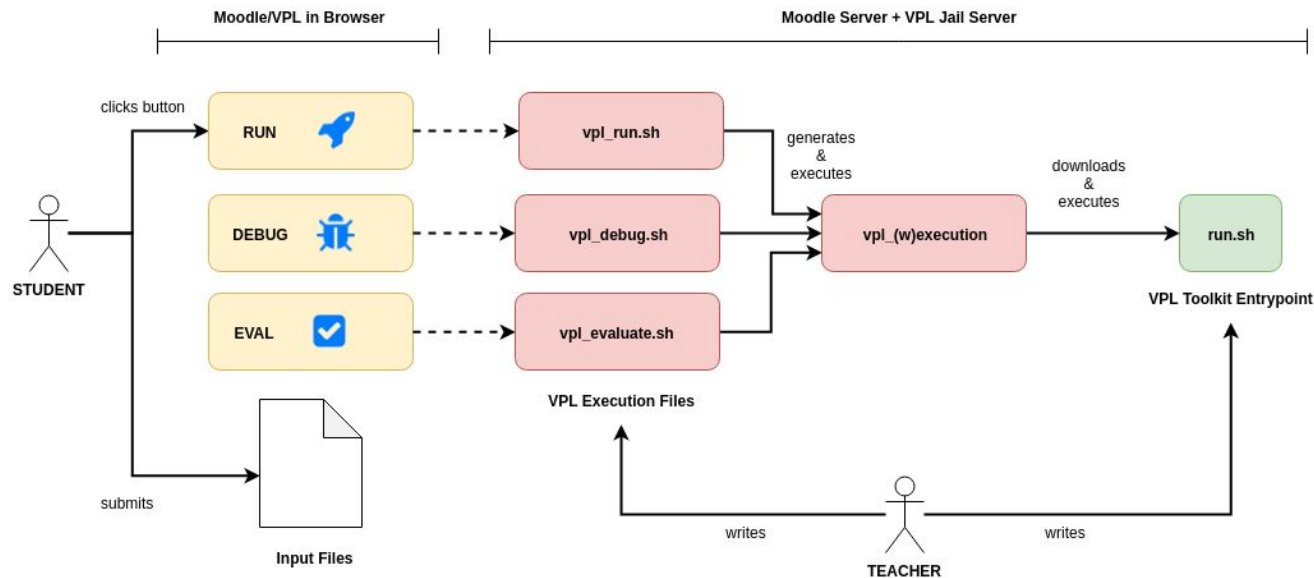 Moodle/VPL in Browser
Moodle Server + VPL Jail Server
clicks button
RUN
vpl_run.sh
generates
&
executes
downloads
&
executes
DEBUG
vpl_debug.sh
vpl_(w)execution
run.sh
STUDENT
VPL Toolkit Entrypoint
EVAL
vpl_evaluate.sh
VPL Execution Files
submits
Input Files
writes
writes
TEACHER